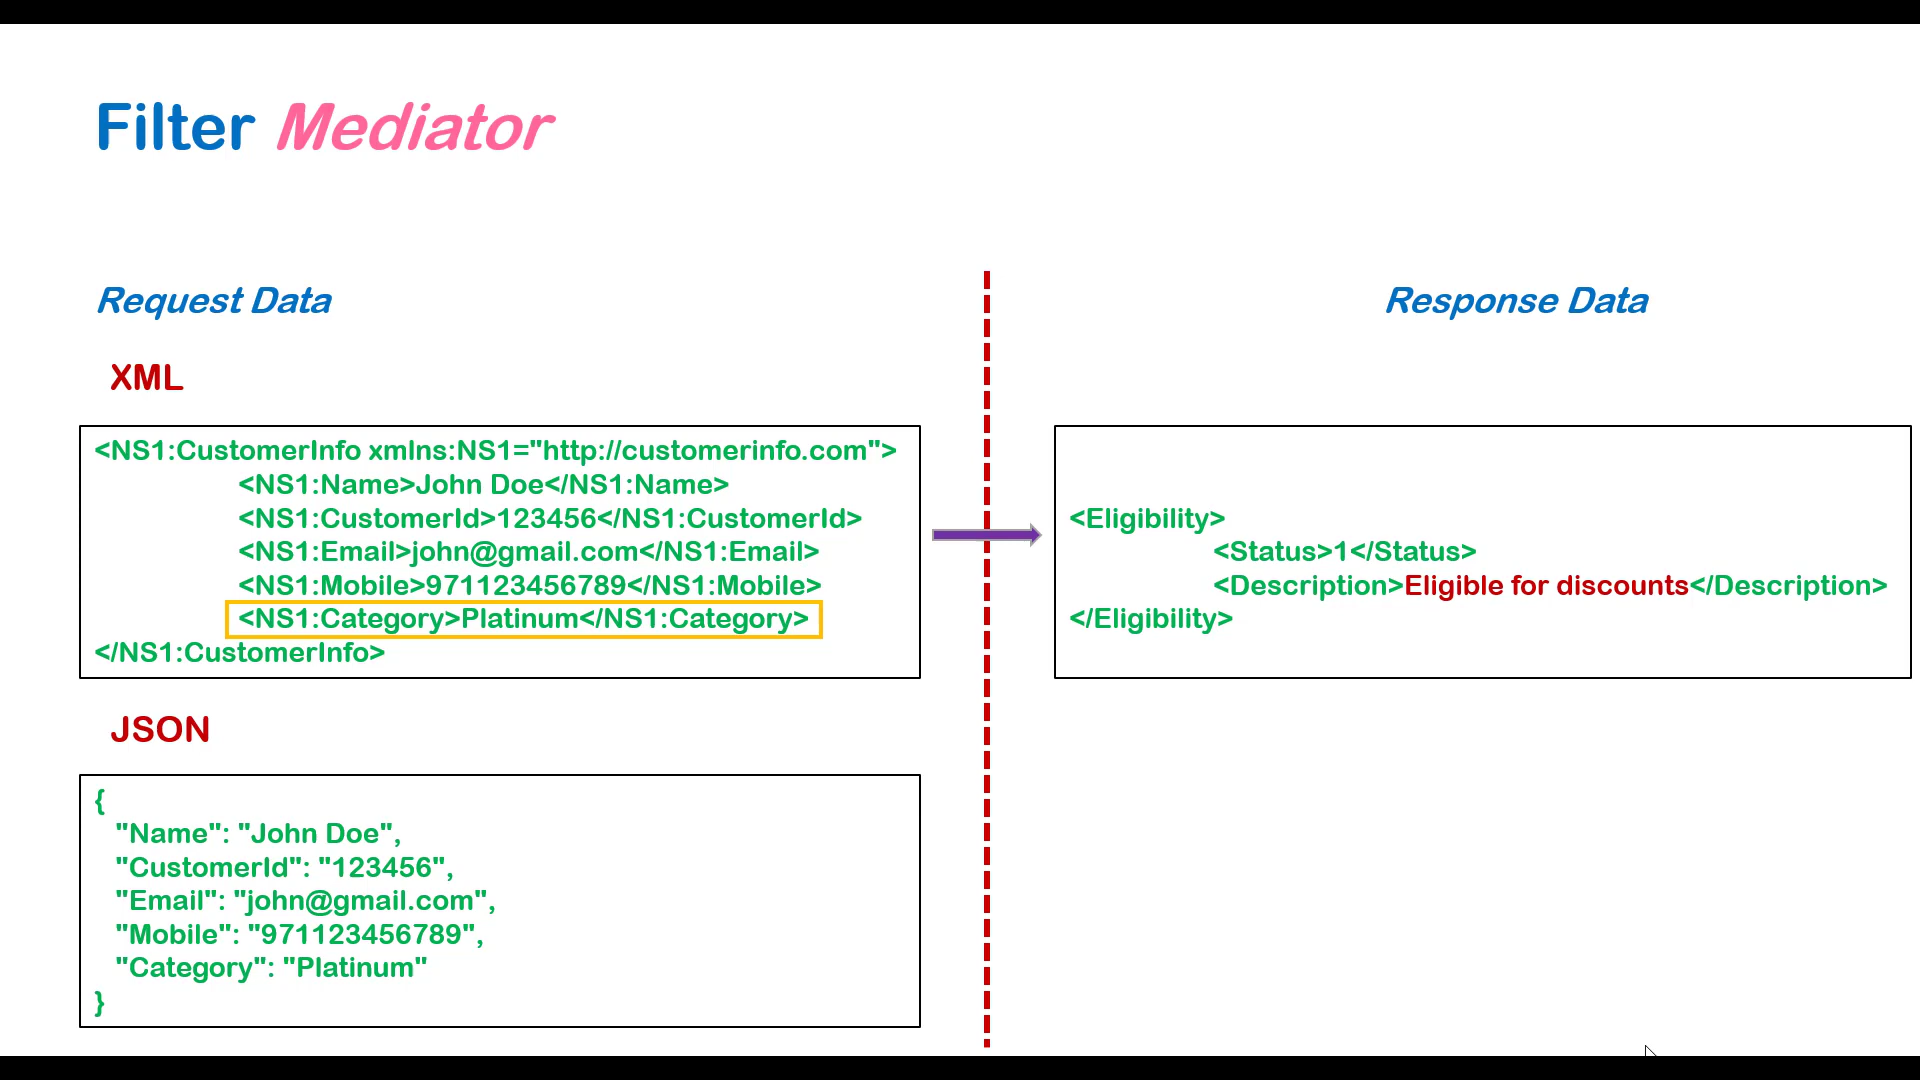 Filter Mediator
Request Data
XML
<NS1:CustomerInfo xmlns:NS1="http://customerinfo.com">
<NS1:Name>John Doe</NS1:Name>
<NS1:CustomerId>123456</NS1:CustomerId>
<NS1:Email>john@gmail.com</NS1:Email>
<NS1:Mobile>971123456789</NS1:Mobile>
<NS1:Category>Platinum</NS1:Category>
</NS1:CustomerInfo>
JSON
{
"Name": "John Doe",
"CustomerId": "123456",
"Email": "john@gmail.com",
"Mobile": "971123456789",
"Category": "Platinum"
}
Response Data
<Eligibility>
<Status>1</Status>
<Description>Eligible for discounts</Description>
</Eligibility>